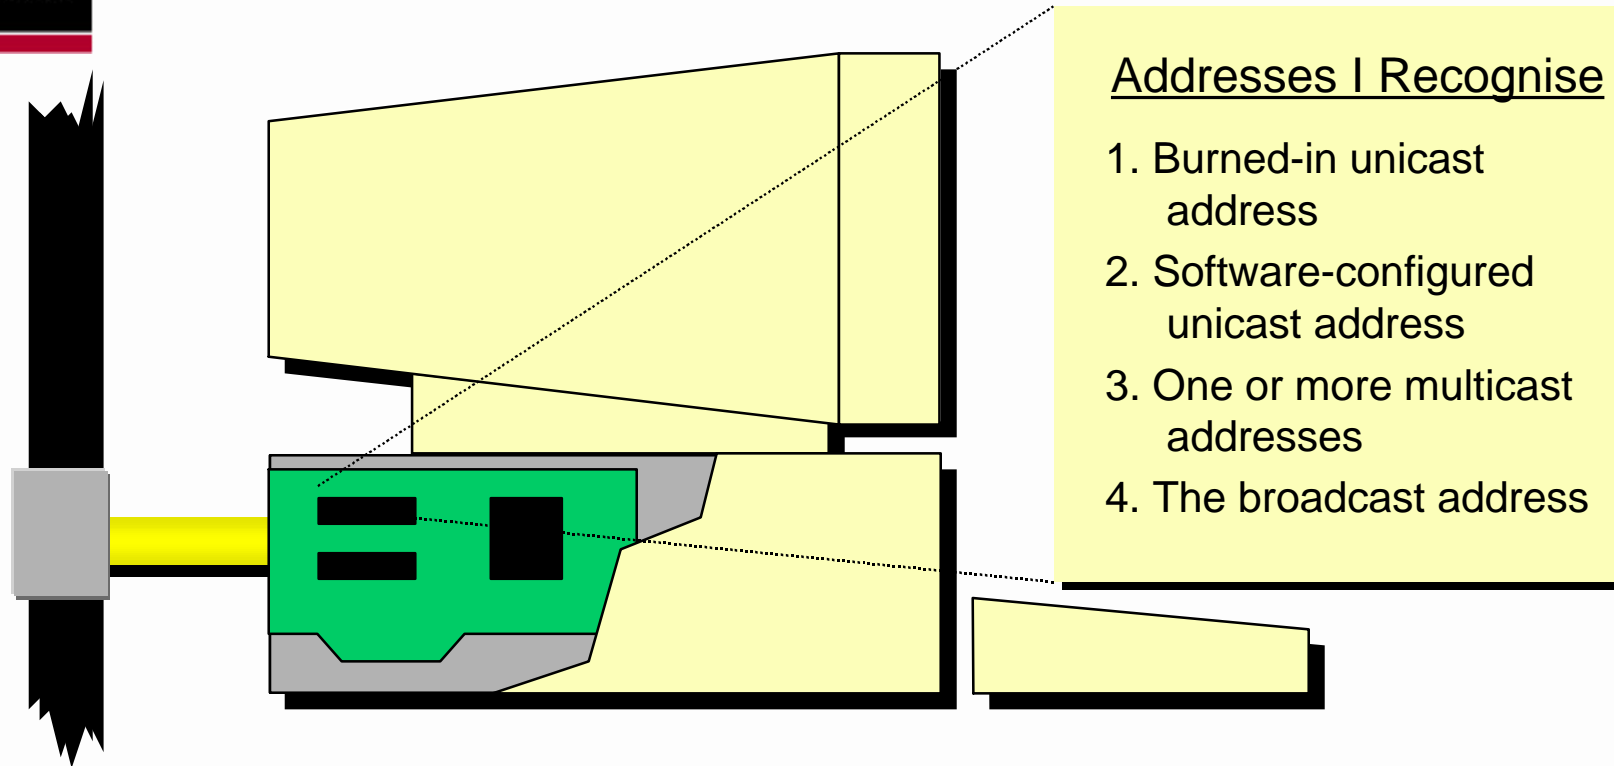 Addresses I Recognise
1. Burned-in unicast
address
2. Software-configured
unicast address
3. One or more multicast
addresses
4. The broadcast address